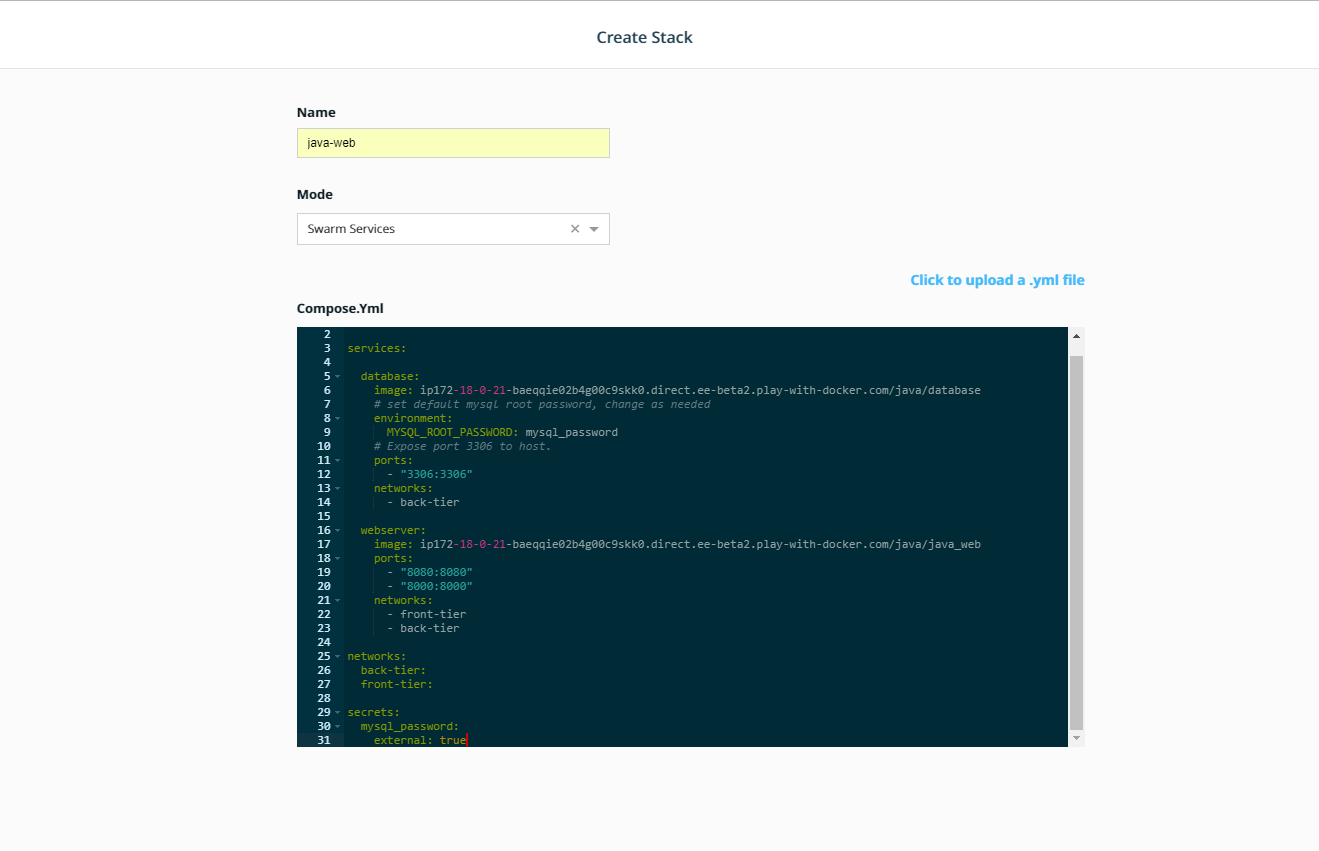 Create Stack
Name
java-web
Mode
Swarm Services
Click to upload a .yml file
Compose.Yml
2
3 services:
4
5 database:
6 image: ip172-18-0-21-baeqqie02b4g00c9skk0.direct.ee-beta2.play-with-docker.com/java/database
7 # set default mysql root password, change as needed
8 environment:
9 MYSQL_ROOT_PASSWORD: mysql_password
10 # Expose port 3306 to host.
11 ports:
12 - "3306:3306"
13 networks:
14 - back-tier
15
16 webserver:
17 image: ip172-18-0-21-baeqqie02b4g00c9skk0.direct.ee-beta2.play-with-docker.com/java/java_web
18 ports:
19 - "8080:8080"
20 - "8000:8000"
21 networks:
22 - front-tier
23 - back-tier
24
25 networks:
26 back-tier:
27 front-tier:
28
29 secrets:
30 mysql_password:
31 external: true